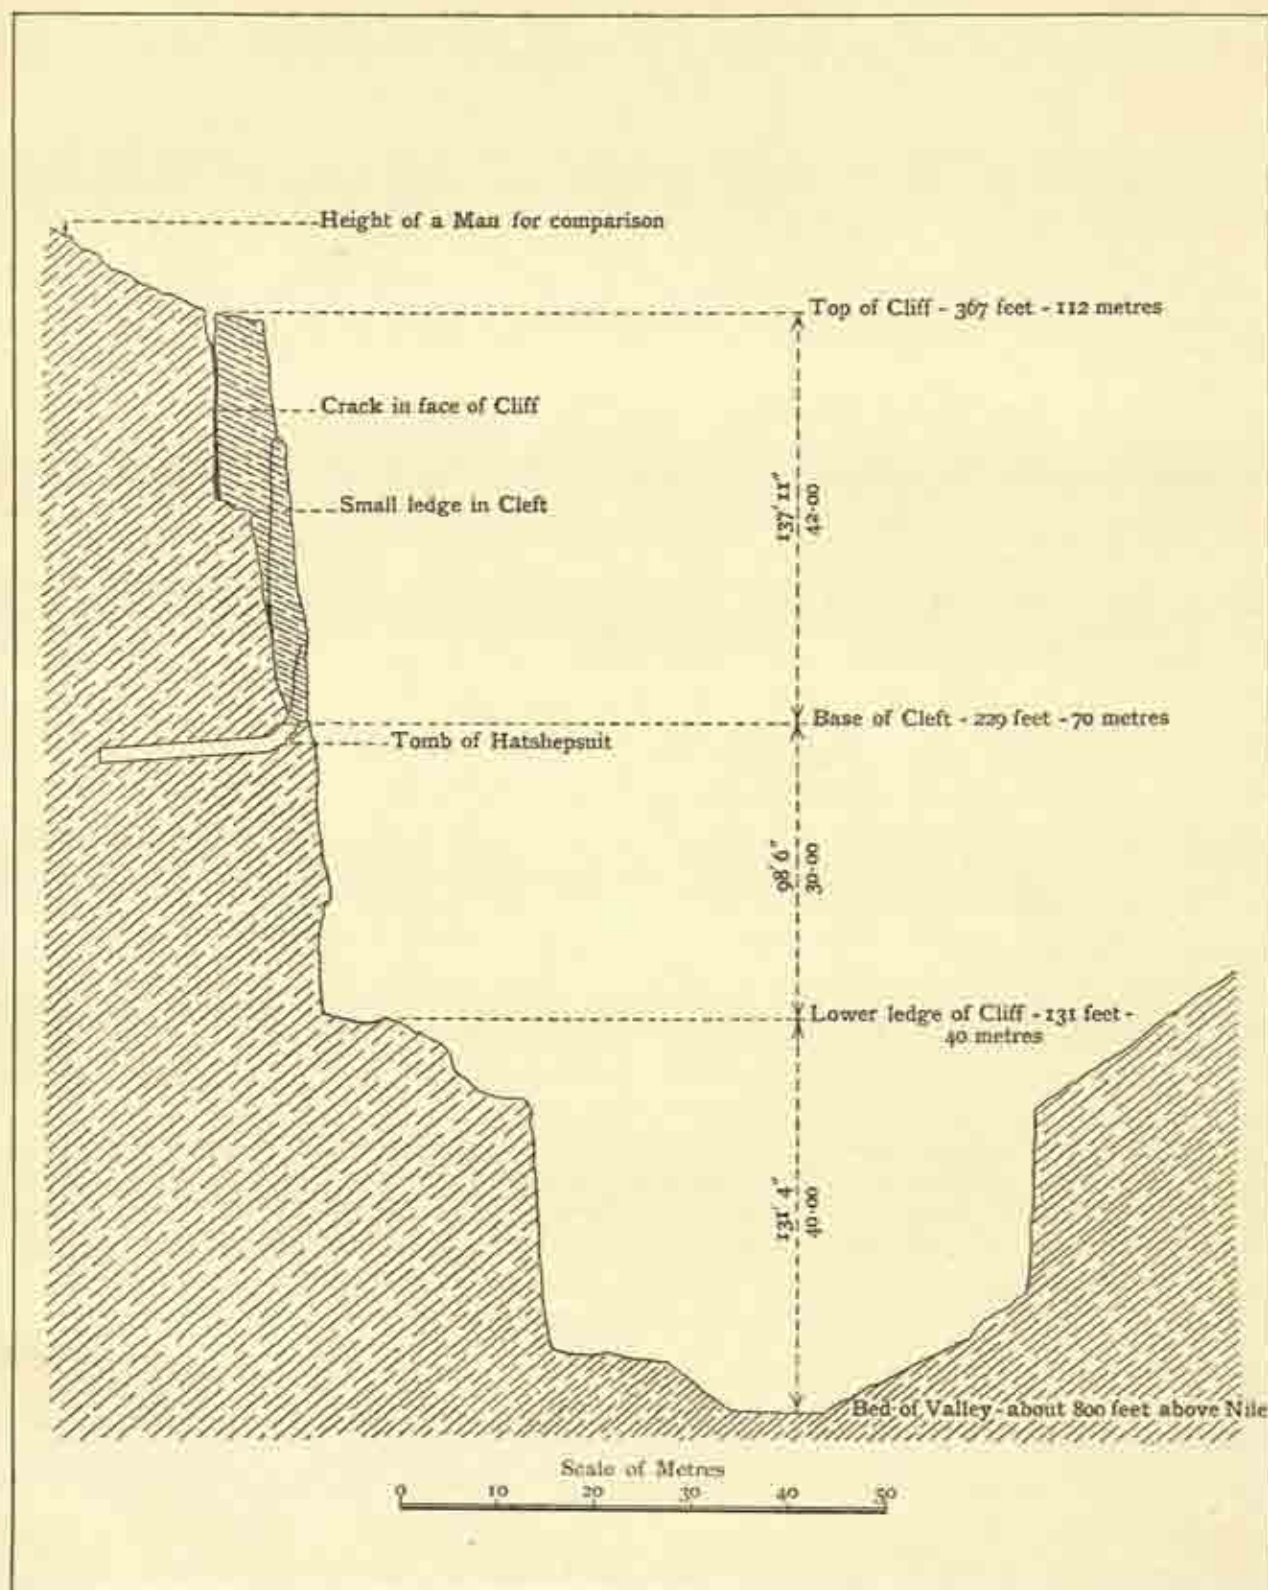 Height of a Man for comparison
Top of Cliff - 367 feet - 112 metres
Crack in face of Cliff
Small ledge in Cleft
137' 11"
42·00
Base of Cleft - 229 feet - 70 metres
Tomb of Hatshepsuit
98' 6"
30·00
Lower ledge of Cliff - 131 feet -
40 metres
131' 4"
40·00
Bed of Valley - about 800 feet above Nile
Scale of Metres
0 10 20 30 40 50